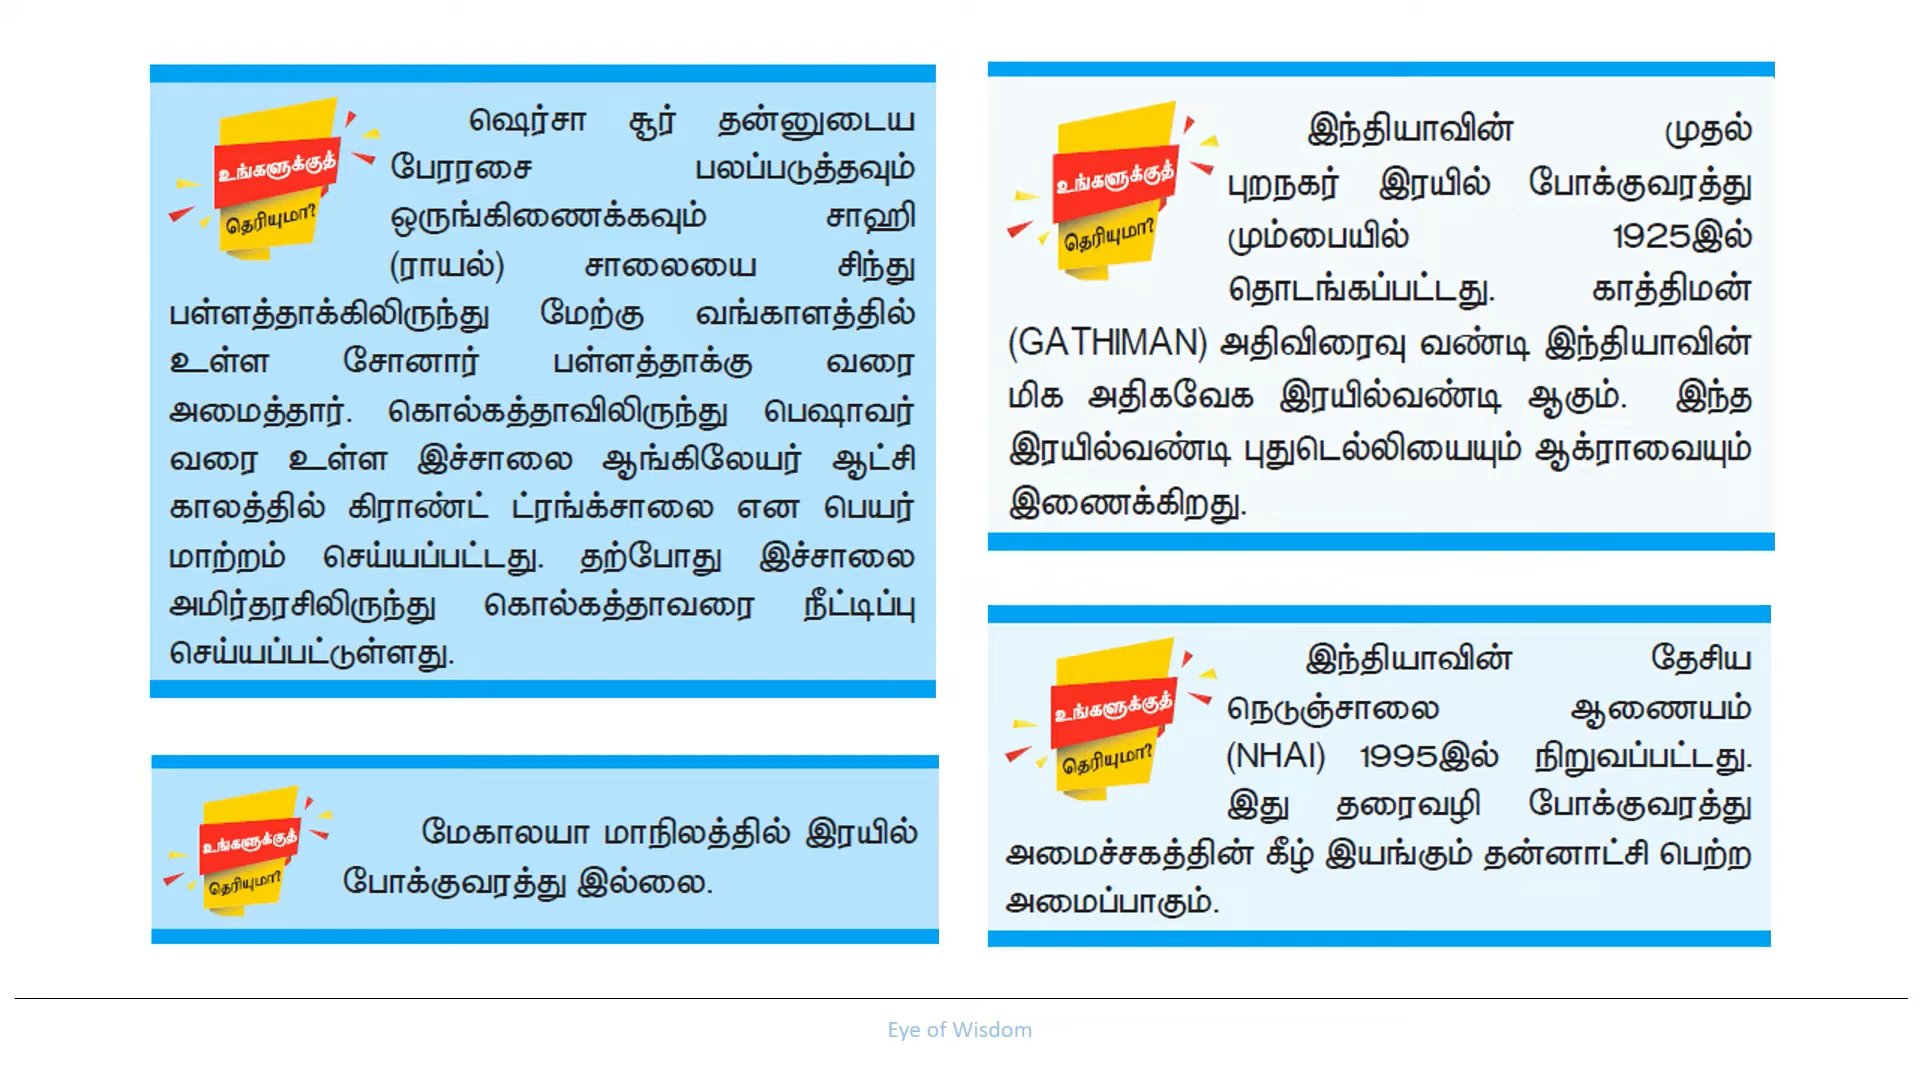 உங்களுக்குத்
தெரியுமா?
ஷெர்சா சூர் தன்னுடைய
பேரரசை பலப்படுத்தவும்
ஒருங்கிணைக்கவும் சாஹி
(ராயல்) சாலையை சிந்து
பள்ளத்தாக்கிலிருந்து மேற்கு வங்காளத்தில்
உள்ள சோனார் பள்ளத்தாக்கு வரை
அமைத்தார். கொல்கத்தாவிலிருந்து பெஷாவர்
வரை உள்ள இச்சாலை ஆங்கிலேயர் ஆட்சி
காலத்தில் கிராண்ட் ட்ரங்க்சாலை என பெயர்
மாற்றம் செய்யப்பட்டது. தற்போது இச்சாலை
அமிர்தரசிலிருந்து கொல்கத்தாவரை நீட்டிப்பு
செய்யப்பட்டுள்ளது.
உங்களுக்குத்
தெரியுமா?
மேகாலயா மாநிலத்தில் இரயில்
போக்குவரத்து இல்லை.
உங்களுக்குத்
தெரியுமா?
இந்தியாவின் முதல்
புறநகர் இரயில் போக்குவரத்து
மும்பையில் 1925இல்
தொடங்கப்பட்டது. காத்திமன்
(GATHIMAN) அதிவிரைவு வண்டி இந்தியாவின்
மிக அதிகவேக இரயில்வண்டி ஆகும். இந்த
இரயில்வண்டி புதுடெல்லியையும் ஆக்ராவையும்
இணைக்கிறது.
உங்களுக்குத்
தெரியுமா?
இந்தியாவின் தேசிய
நெடுஞ்சாலை ஆணையம்
(NHAI) 1995இல் நிறுவப்பட்டது.
இது தரைவழி போக்குவரத்து
அமைச்சகத்தின் கீழ் இயங்கும் தன்னாட்சி பெற்ற
அமைப்பாகும்.
Eye of Wisdom